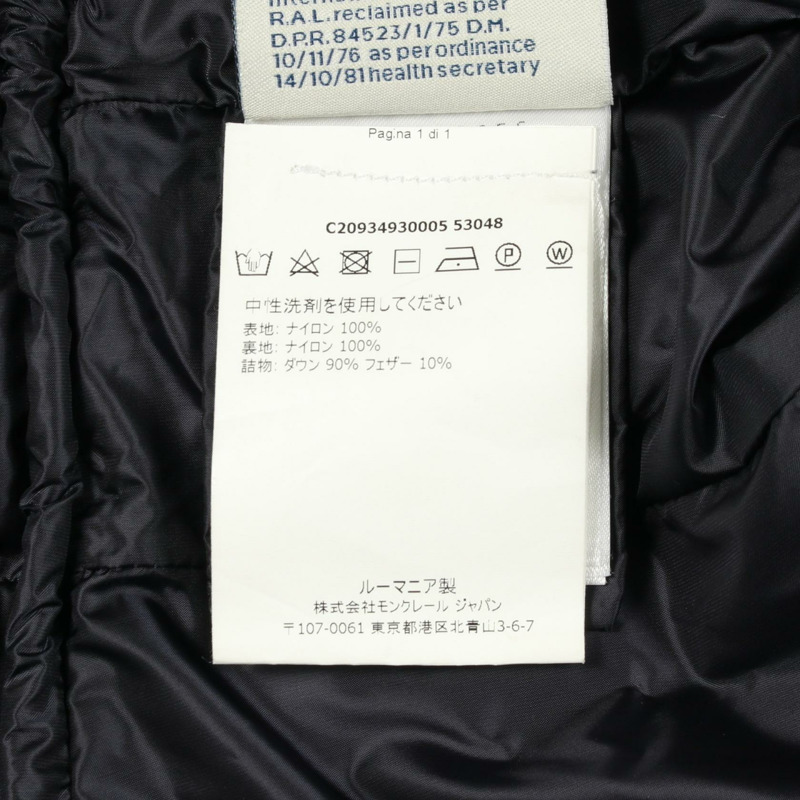 R.A.L. reclaimed as per
D.P.R. 84523/1/75 D.M.
10/11/76 as per ordinance
14/10/81 health secretary
Pagina 1 di 1
C20934930005 53048
P W
中性洗剤を使用してください
表地: ナイロン 100%
裏地: ナイロン 100%
詰物: ダウン 90% フェザー 10%
ルーマニア製
株式会社モンクレール ジャパン
〒107-0061 東京都港区北青山3-6-7